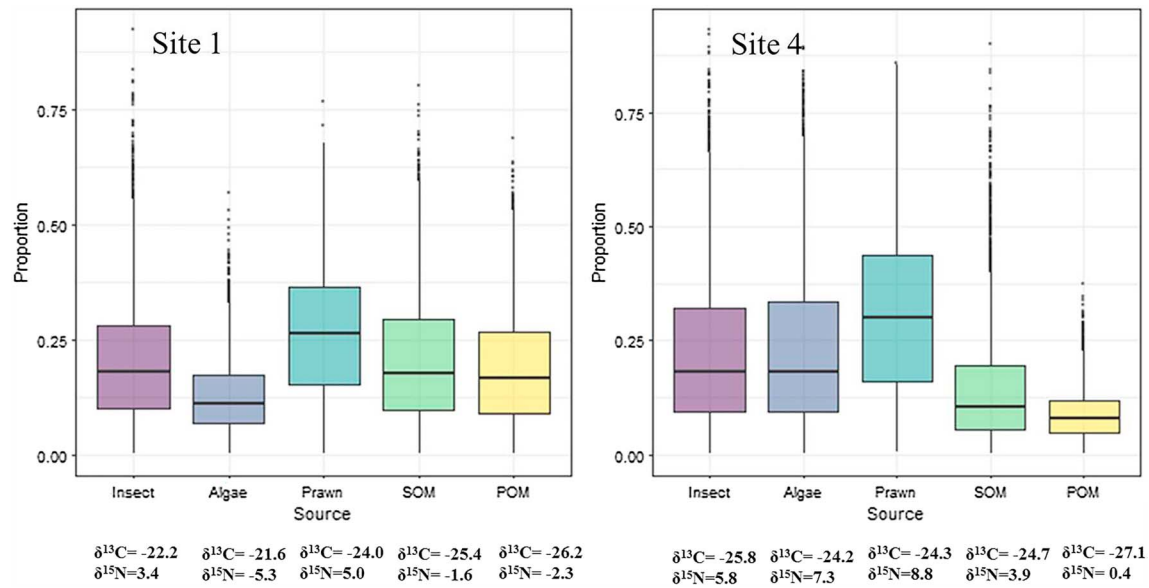 Site 1
Proportion
0.75
0.50
0.25
0.00
Insect Algae Prawn SOM POM
Source
δ¹³C= -22.2 δ¹³C= -21.6 δ¹³C= -24.0 δ¹³C= -25.4 δ¹³C= -26.2
δ¹⁵N= 3.4 δ¹⁵N= -5.3 δ¹⁵N= 5.0 δ¹⁵N= -1.6 δ¹⁵N= -2.3
Site 4
Proportion
0.75
0.50
0.25
0.00
Insect Algae Prawn SOM POM
Source
δ¹³C= -25.8 δ¹³C= -24.2 δ¹³C= -24.3 δ¹³C= -24.7 δ¹³C= -27.1
δ¹⁵N= 5.8 δ¹⁵N= 7.3 δ¹⁵N= 8.8 δ¹⁵N=3.9 δ¹⁵N= 0.4